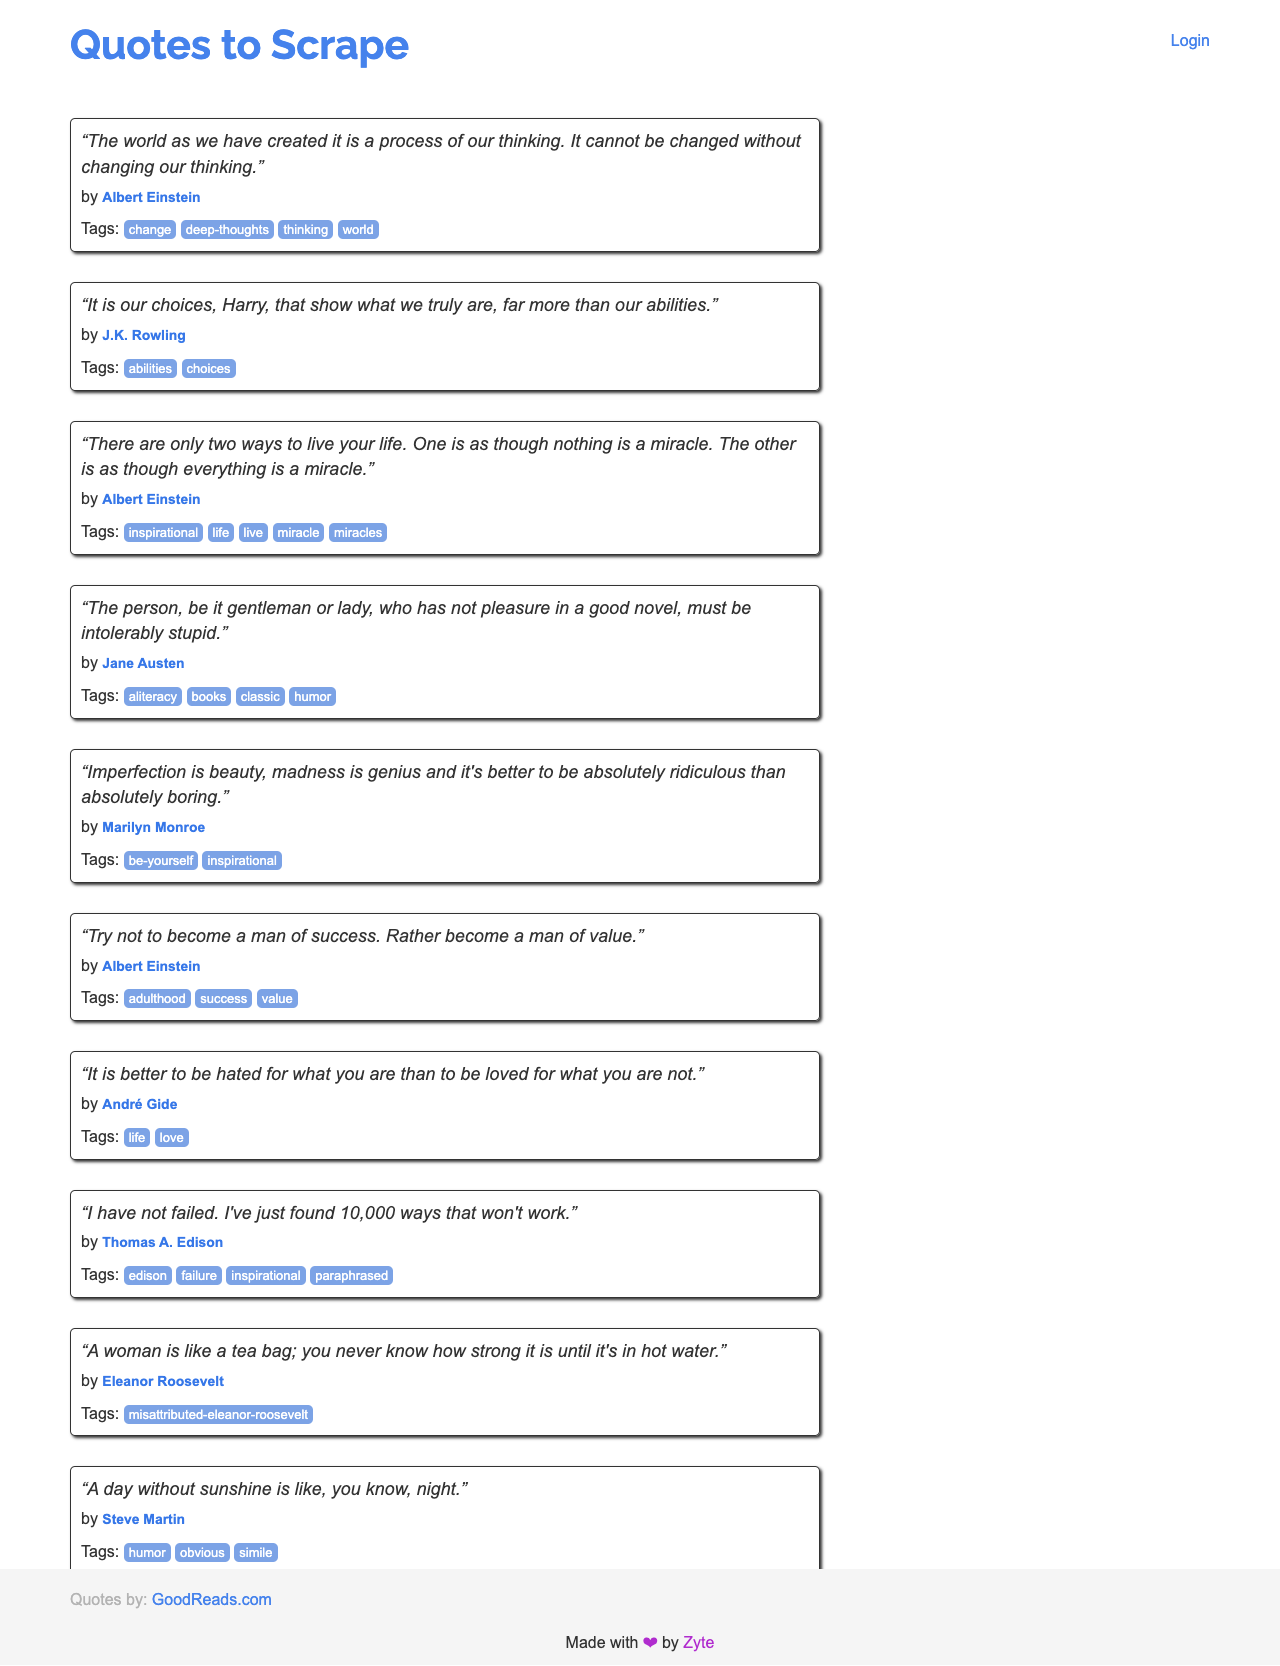 Quotes to Scrape
Login
“The world as we have created it is a process of our thinking. It cannot be changed without
changing our thinking.”
by Albert Einstein
Tags: change deep-thoughts thinking world
“It is our choices, Harry, that show what we truly are, far more than our abilities.”
by J.K. Rowling
Tags: abilities choices
“There are only two ways to live your life. One is as though nothing is a miracle. The other
is as though everything is a miracle.”
by Albert Einstein
Tags: inspirational life live miracle miracles
“The person, be it gentleman or lady, who has not pleasure in a good novel, must be
intolerably stupid.”
by Jane Austen
Tags: aliteracy books classic humor
“Imperfection is beauty, madness is genius and it's better to be absolutely ridiculous than
absolutely boring.”
by Marilyn Monroe
Tags: be-yourself inspirational
“Try not to become a man of success. Rather become a man of value.”
by Albert Einstein
Tags: adulthood success value
“It is better to be hated for what you are than to be loved for what you are not.”
by André Gide
Tags: life love
“I have not failed. I've just found 10,000 ways that won't work.”
by Thomas A. Edison
Tags: edison failure inspirational paraphrased
“A woman is like a tea bag; you never know how strong it is until it's in hot water.”
by Eleanor Roosevelt
Tags: misattributed-eleanor-roosevelt
“A day without sunshine is like, you know, night.”
by Steve Martin
Tags: humor obvious simile
Quotes by: GoodReads.com
Made with ❤ by Zyte